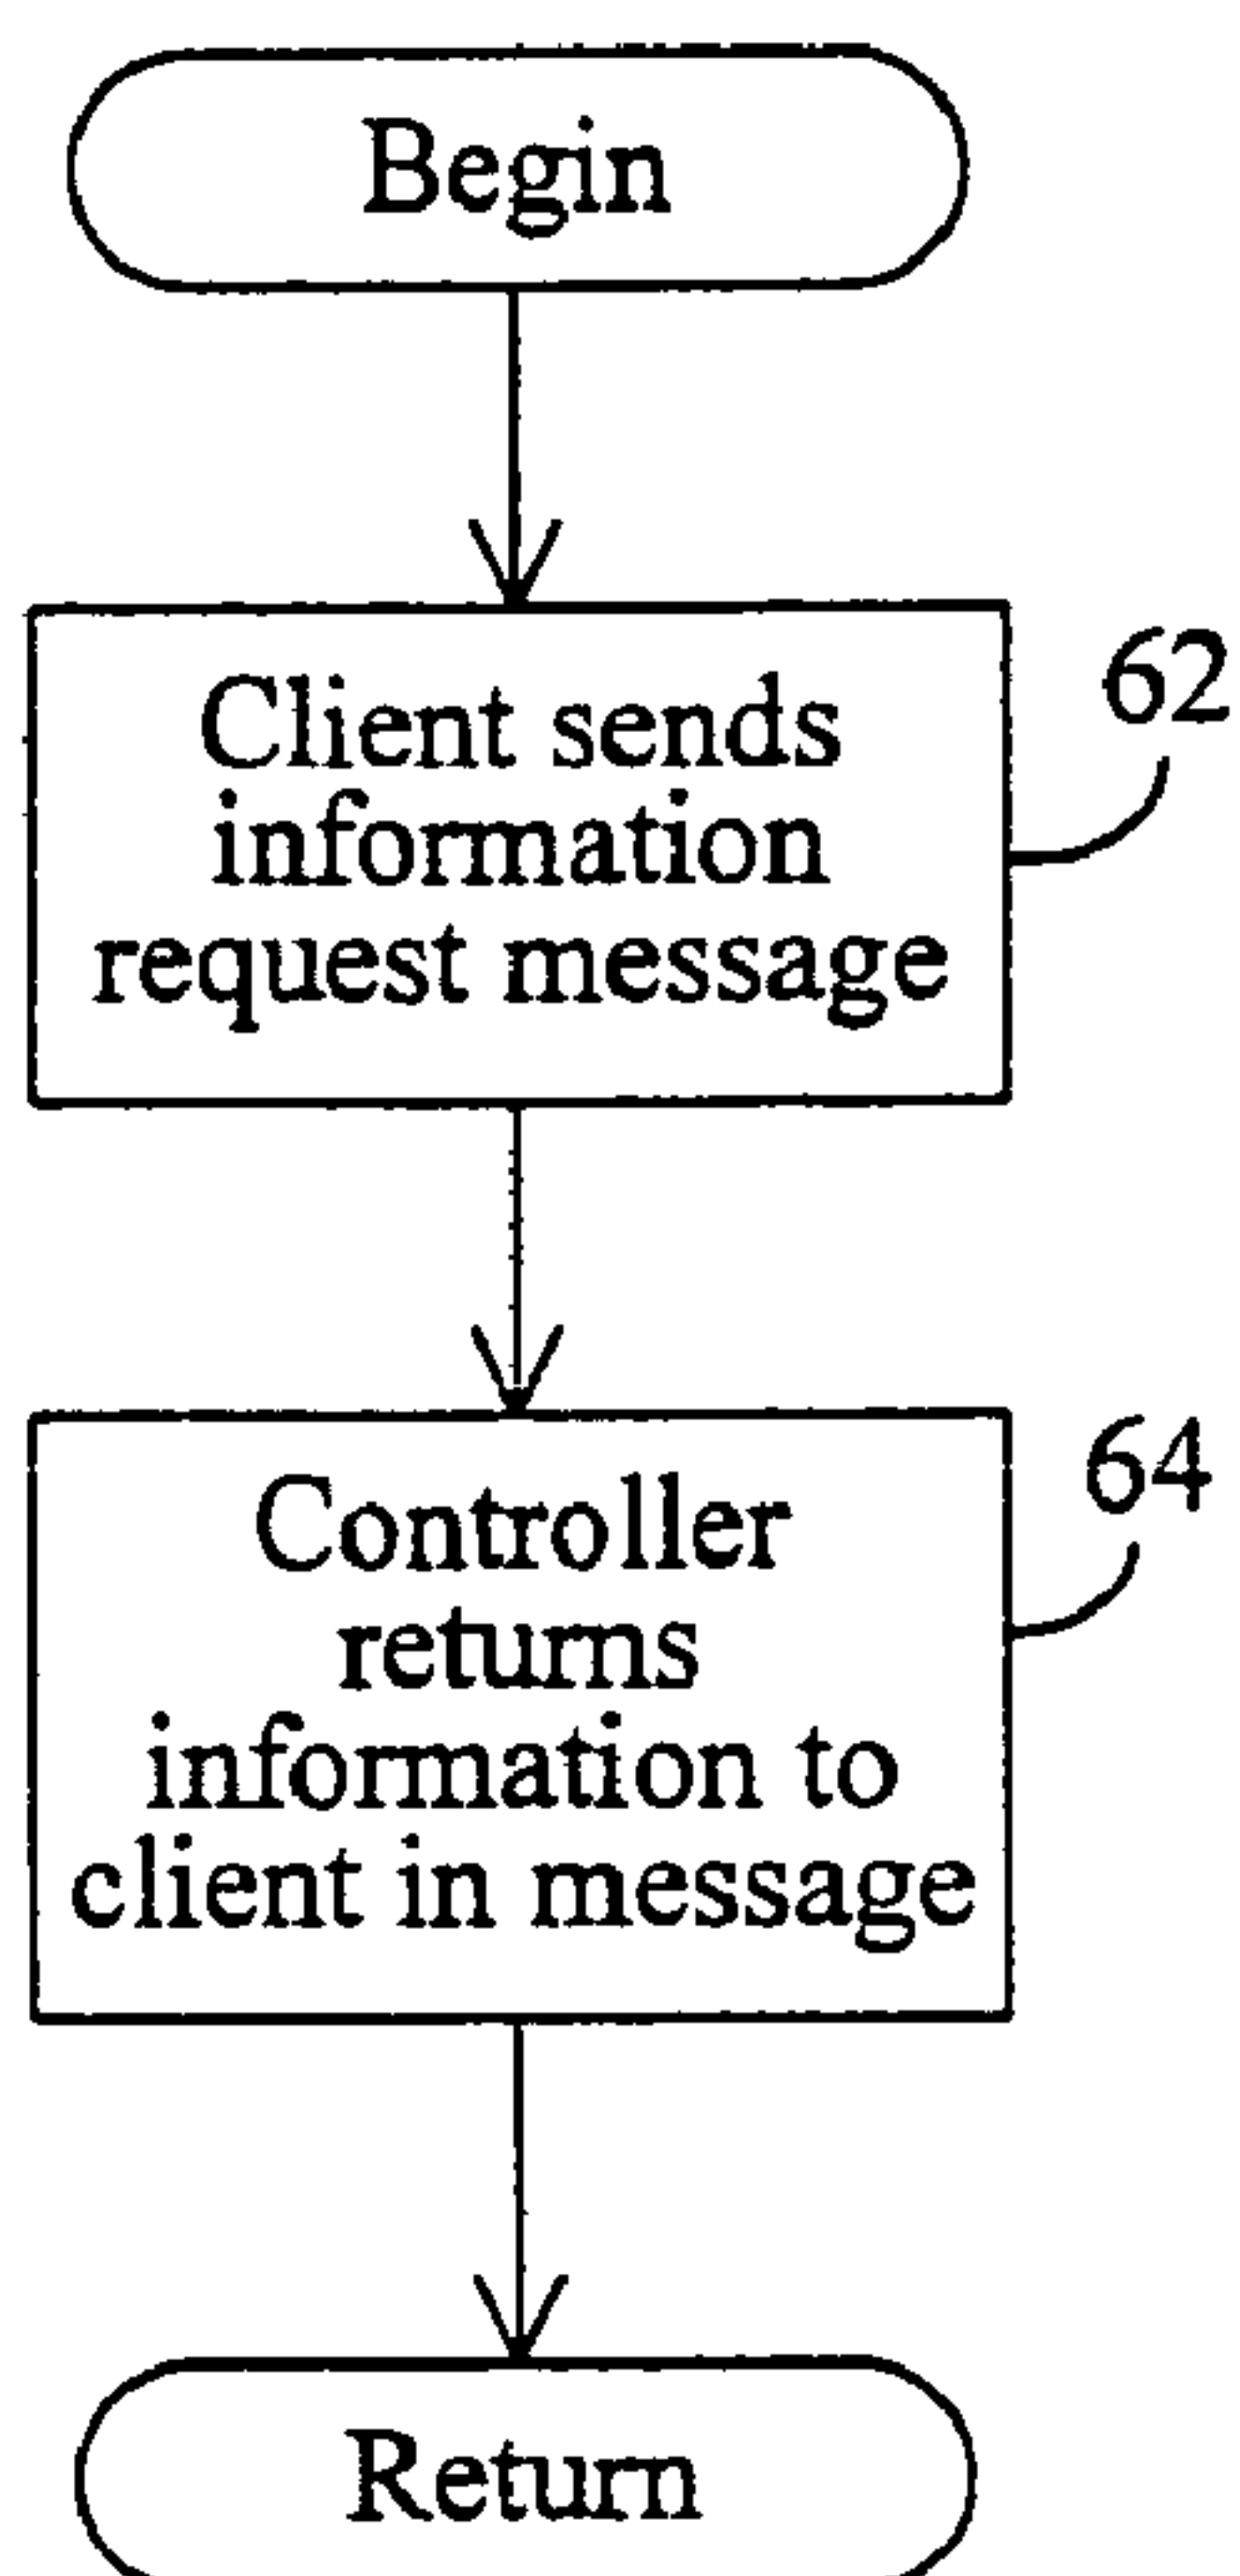 Begin
Client sends
information
request message
62
Controller
returns
information to
client in message
64
Return